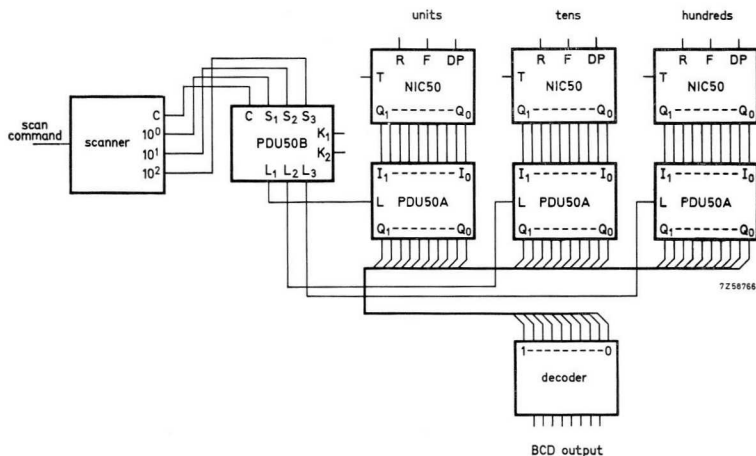 units tens hundreds
R F DP R F DP R F DP
T NIC50 T NIC50 T NIC50
Q1 Q0 Q1 Q0 Q1 Q0
scan command
scanner
C
10⁰
10¹
10²
C S1 S2 S3
K1
PDU50B
K2
L1 L2 L3
I1 I0 I1 I0 I1 I0
L PDU50A L PDU50A L PDU50A
Q1 Q0 Q1 Q0 Q1 Q0
7Z58766
1 0
decoder
BCD output